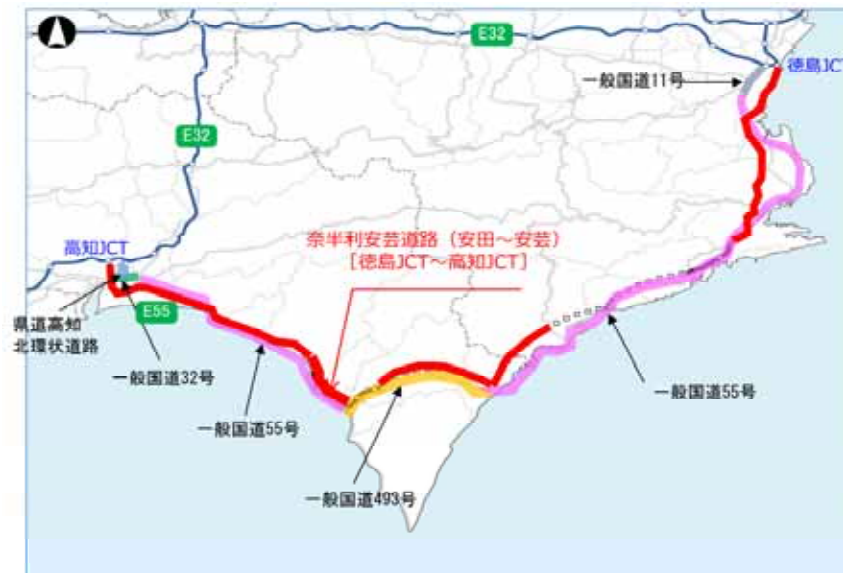 E32
徳島JCT
一般国道11号
E32
高知JCT
奈半利安芸道路（安田～安芸）
［徳島JCT～高知JCT］
E55
県道高知
北環状道路
一般国道32号
一般国道55号
一般国道55号
一般国道493号